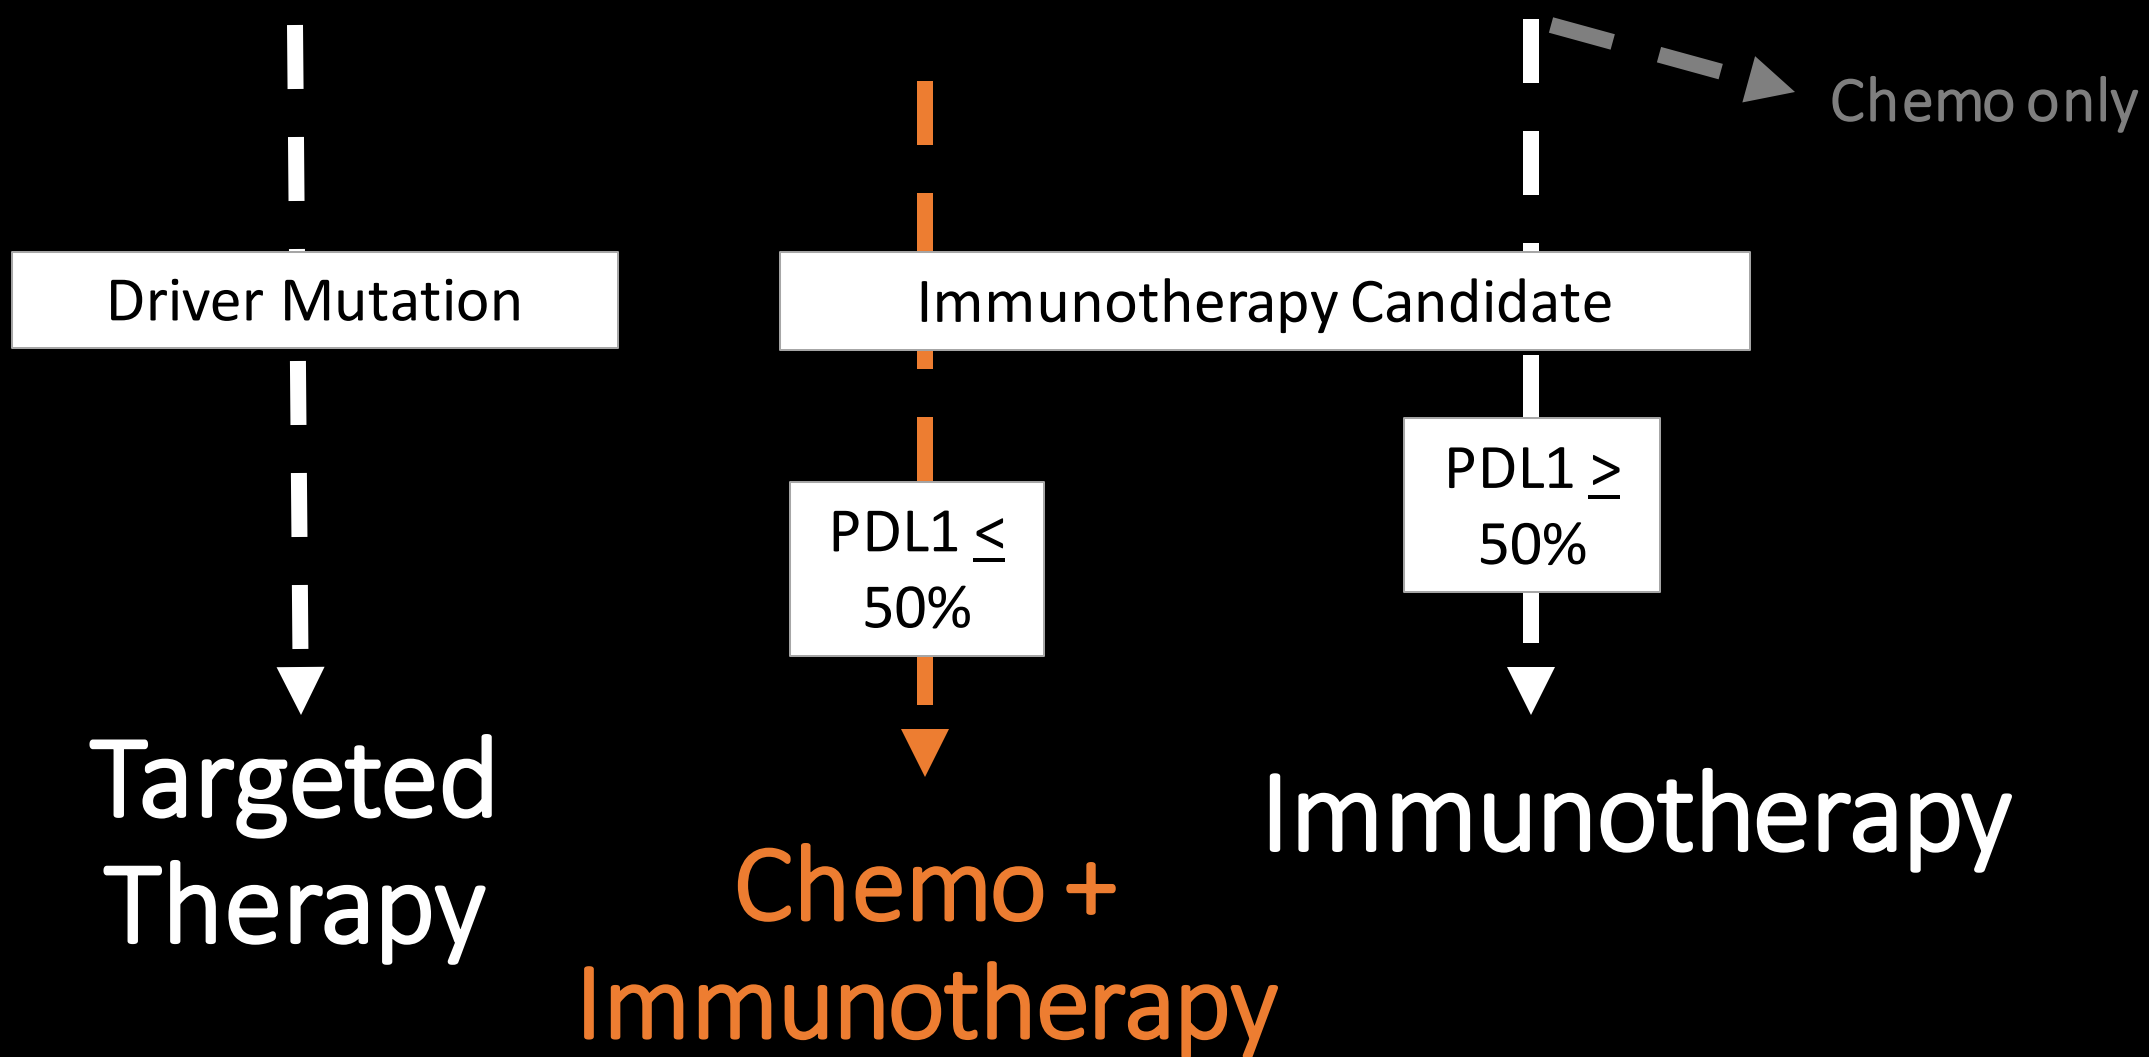 Chemo only
Driver Mutation
Immunotherapy Candidate
PDL1 ≤
50%
PDL1 ≥
50%
Targeted
Therapy
Chemo +
Immunotherapy
Immunotherapy